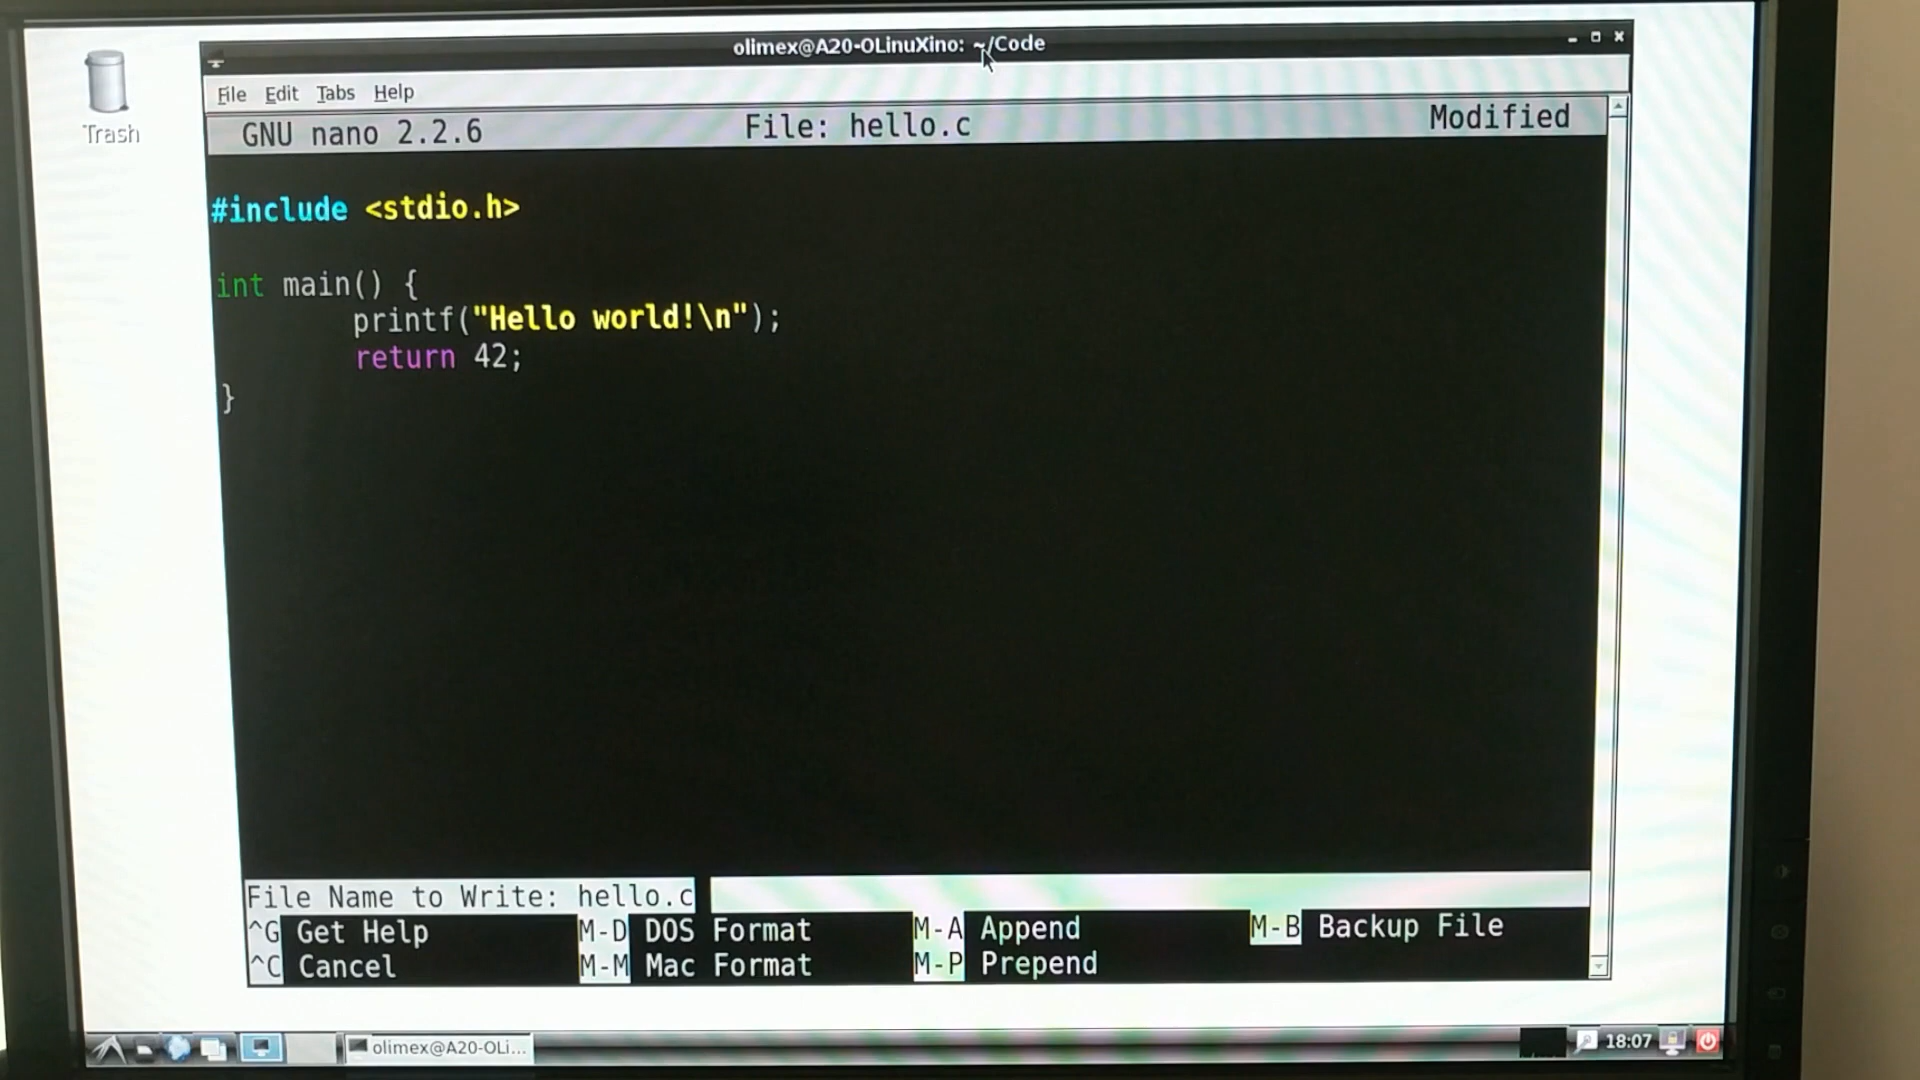 olimex@A20-OLinuXino: ~/Code
Trash
File Edit Tabs Help
GNU nano 2.2.6 File: hello.c Modified
#include <stdio.h>
int main() {
printf("Hello world!\n");
return 42;
}
File Name to Write: hello.c
^G Get Help M-D DOS Format M-A Append M-B Backup File
^C Cancel M-M Mac Format M-P Prepend
olimex@A20-OLi... 18:07